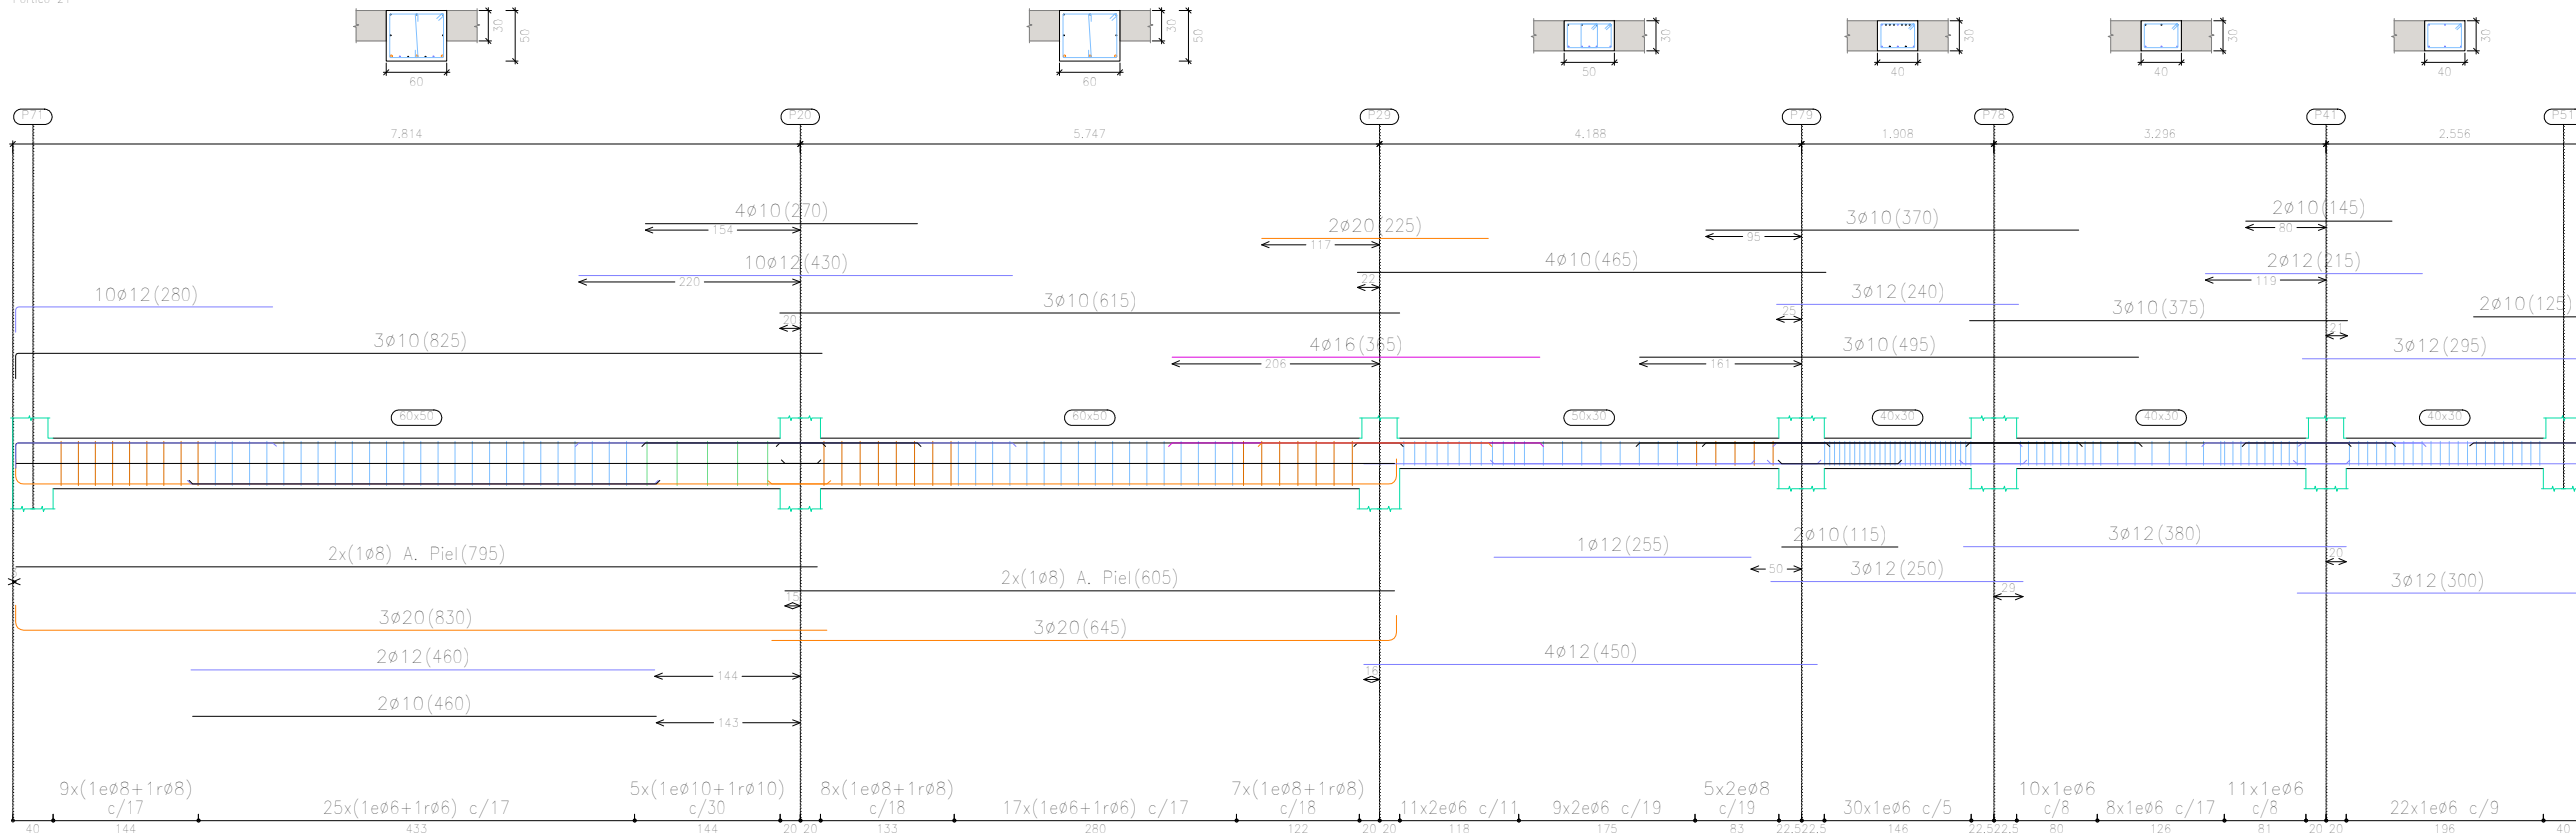 30 50 30 50 30 30 30 30
60 60 50 40 40 40
P71 P20 P29 P79 P78 P41 P51
7.814 5.747 4.188 1.908 3.296 2.556
4ø10(270) 2ø20(225) 3ø10(370) 2ø10(145)
154 117 95 80
10ø12(430) 4ø10(465) 2ø12(215)
220 22 119
10ø12(280) 3ø10(615) 3ø12(240) 3ø10(375) 2ø10(125)
20 25 21
3ø10(825) 4ø16(365) 3ø10(495) 3ø12(295)
206 161
60x50 60x50 50x30 40x30 40x30 40x30
2x(1ø8) A. Piel(795) 1ø12(255) 2ø10(115) 3ø12(380)
50 20
2x(1ø8) A. Piel(605) 3ø12(250) 3ø12(300)
15 29
3ø20(830) 3ø20(645)
2ø12(460) 4ø12(450)
144 16
2ø10(460)
143
9x(1eø8+1rø8) 5x(1eø10+1rø10) 8x(1eø8+1rø8) 7x(1eø8+1rø8) 5x2eø8 10x1eø6 11x1eø6
c/17 25x(1eø6+1rø6) c/17 c/30 c/18 17x(1eø6+1rø6) c/17 c/18 11x2eø6 c/11 9x2eø6 c/19 c/19 30x1eø6 c/5 c/8 8x1eø6 c/17 c/8 22x1eø6 c/9
40 144 433 144 20 20 133 280 122 20 20 118 175 83 22.5 22.5 146 22.5 22.5 80 126 81 20 20 196 40